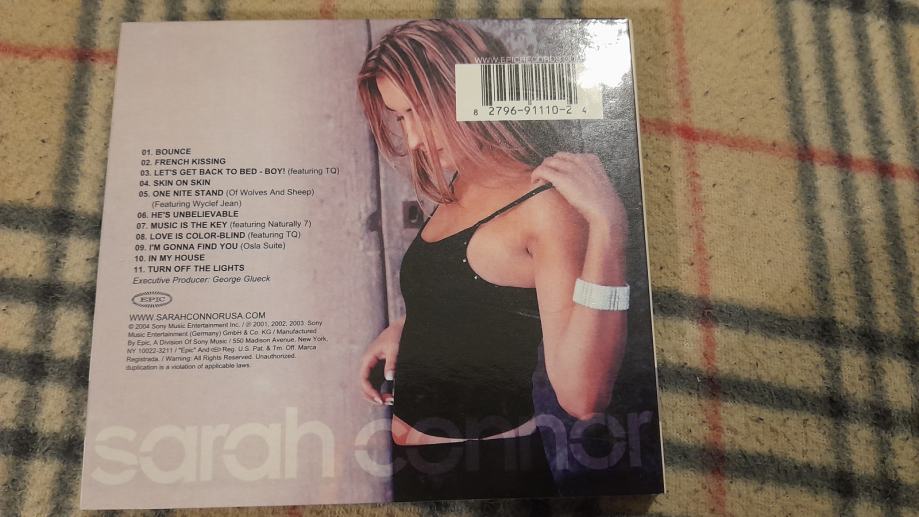 WWW.EPICRECORDS.COM
8 2796-91110-2 4
01. BOUNCE
02. FRENCH KISSING
03. LET'S GET BACK TO BED - BOY! (featuring TQ)
04. SKIN ON SKIN
05. ONE NITE STAND (Of Wolves And Sheep)
(Featuring Wyclef Jean)
06. HE'S UNBELIEVABLE
07. MUSIC IS THE KEY (featuring Naturally 7)
08. LOVE IS COLOR-BLIND (featuring TQ)
09. I'M GONNA FIND YOU (Osla Suite)
10. IN MY HOUSE
11. TURN OFF THE LIGHTS
Executive Producer: George Glueck
EPIC
WWW.SARAHCONNORUSA.COM
© 2004 Sony Music Entertainment Inc. / ℗ 2001, 2002, 2003 Sony
Music Entertainment (Germany) GmbH & Co. KG / Manufactured
By Epic, A Division Of Sony Music / 550 Madison Avenue, New York,
NY 10022-3211 / "Epic" And Reg. U.S. Pat. & Tm. Off. Marca
Registrada. / Warning: All Rights Reserved. Unauthorized.
duplication is a violation of applicable laws.
sarah connor